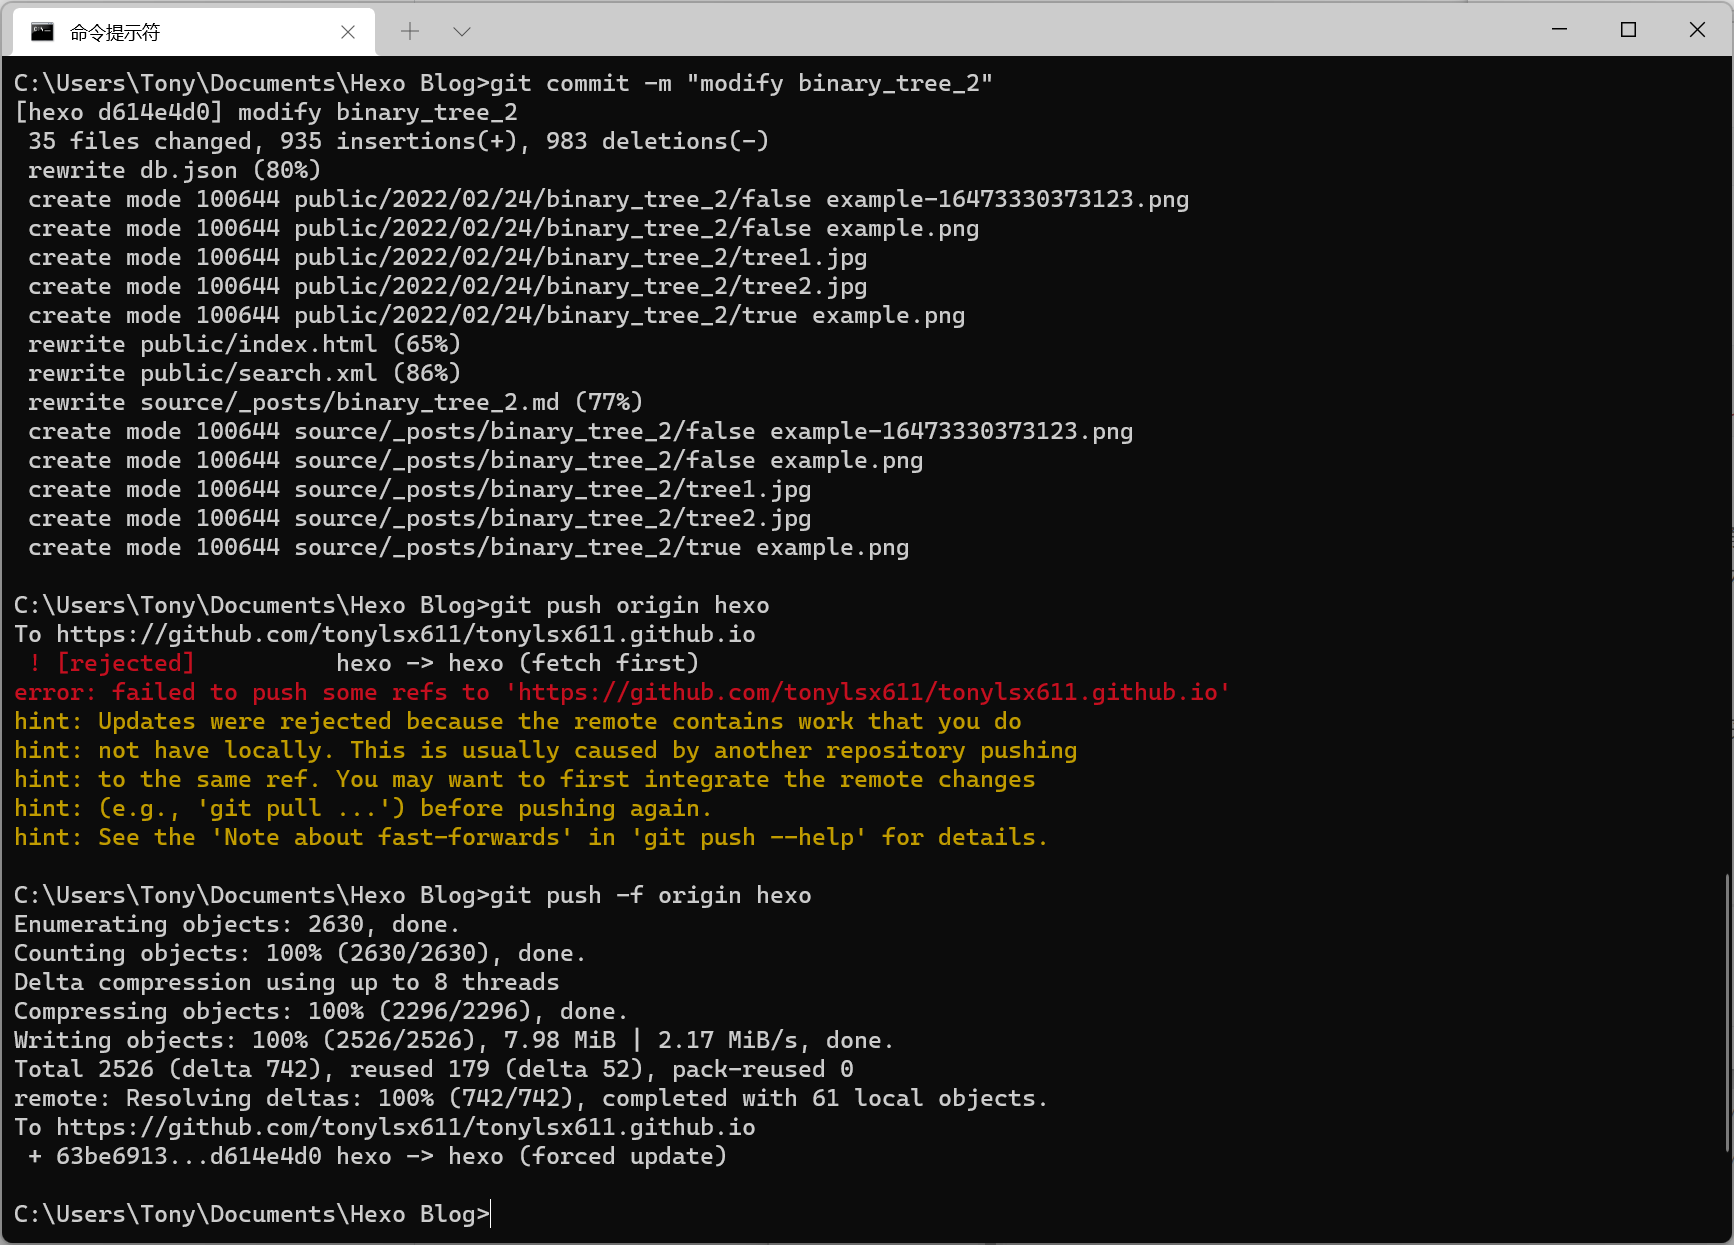 命令提示符
C:\Users\Tony\Documents\Hexo Blog>git commit -m "modify binary_tree_2"
[hexo d614e4d0] modify binary_tree_2
 35 files changed, 935 insertions(+), 983 deletions(-)
 rewrite db.json (80%)
 create mode 100644 public/2022/02/24/binary_tree_2/false example-16473330373123.png
 create mode 100644 public/2022/02/24/binary_tree_2/false example.png
 create mode 100644 public/2022/02/24/binary_tree_2/tree1.jpg
 create mode 100644 public/2022/02/24/binary_tree_2/tree2.jpg
 create mode 100644 public/2022/02/24/binary_tree_2/true example.png
 rewrite public/index.html (65%)
 rewrite public/search.xml (86%)
 rewrite source/_posts/binary_tree_2.md (77%)
 create mode 100644 source/_posts/binary_tree_2/false example-16473330373123.png
 create mode 100644 source/_posts/binary_tree_2/false example.png
 create mode 100644 source/_posts/binary_tree_2/tree1.jpg
 create mode 100644 source/_posts/binary_tree_2/tree2.jpg
 create mode 100644 source/_posts/binary_tree_2/true example.png
C:\Users\Tony\Documents\Hexo Blog>git push origin hexo
To https://github.com/tonylsx611/tonylsx611.github.io
 ! [rejected]          hexo -> hexo (fetch first)
error: failed to push some refs to 'https://github.com/tonylsx611/tonylsx611.github.io'
hint: Updates were rejected because the remote contains work that you do
hint: not have locally. This is usually caused by another repository pushing
hint: to the same ref. You may want to first integrate the remote changes
hint: (e.g., 'git pull ...') before pushing again.
hint: See the 'Note about fast-forwards' in 'git push --help' for details.
C:\Users\Tony\Documents\Hexo Blog>git push -f origin hexo
Enumerating objects: 2630, done.
Counting objects: 100% (2630/2630), done.
Delta compression using up to 8 threads
Compressing objects: 100% (2296/2296), done.
Writing objects: 100% (2526/2526), 7.98 MiB | 2.17 MiB/s, done.
Total 2526 (delta 742), reused 179 (delta 52), pack-reused 0
remote: Resolving deltas: 100% (742/742), completed with 61 local objects.
To https://github.com/tonylsx611/tonylsx611.github.io
 + 63be6913...d614e4d0 hexo -> hexo (forced update)
C:\Users\Tony\Documents\Hexo Blog>